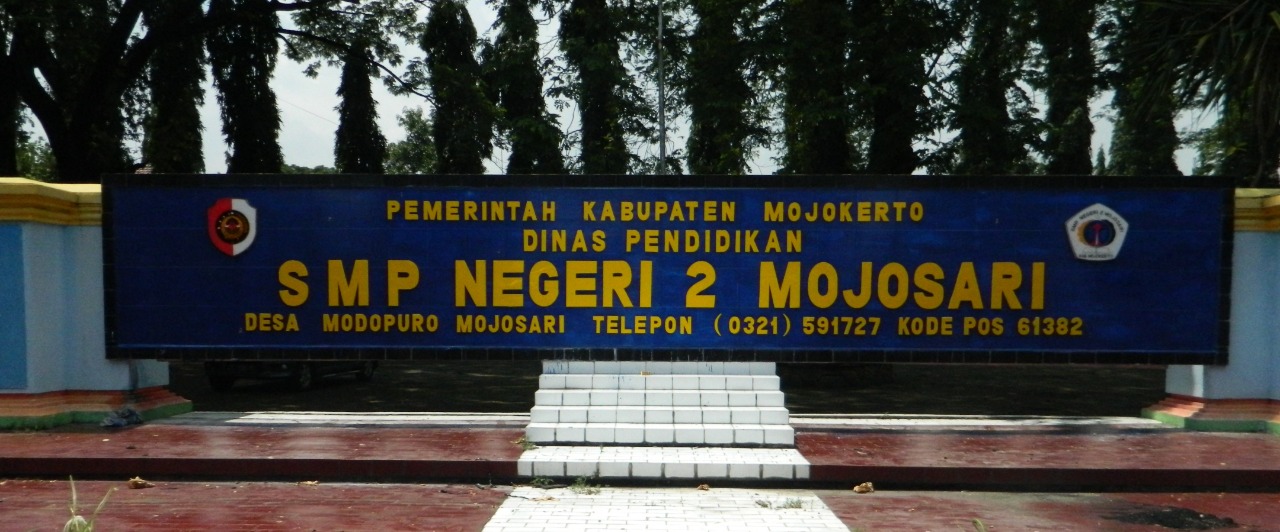 PEMERINTAH KABUPATEN MOJOKERTO
DINAS PENDIDIKAN
SMP NEGERI 2 MOJOSARI
DESA MODOPURO MOJOSARI TELEPON (0321) 591727 KODE POS 61382